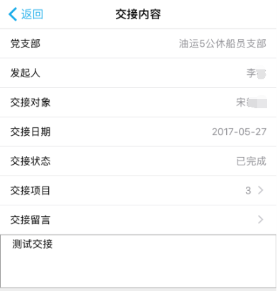 返回 交接内容
党支部 油运5公休船员支部
发起人 李
交接对象 宋
交接日期 2017-05-27
交接状态 已完成
交接项目 3
交接留言
测试交接